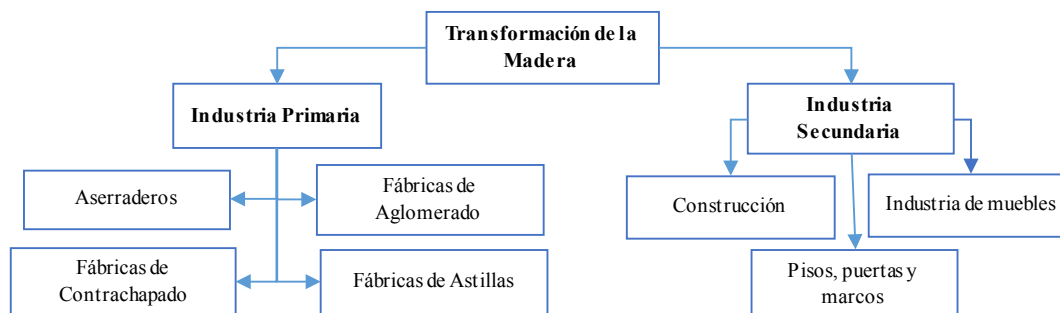 Transformación de la
Madera
Industria Primaria
Industria
Secundaria
Aserraderos
Fábricas de
Aglomerado
Fábricas de
Contrachapado
Fábricas de Astillas
Construcción
Industria de muebles
Pisos, puertas y
marcos